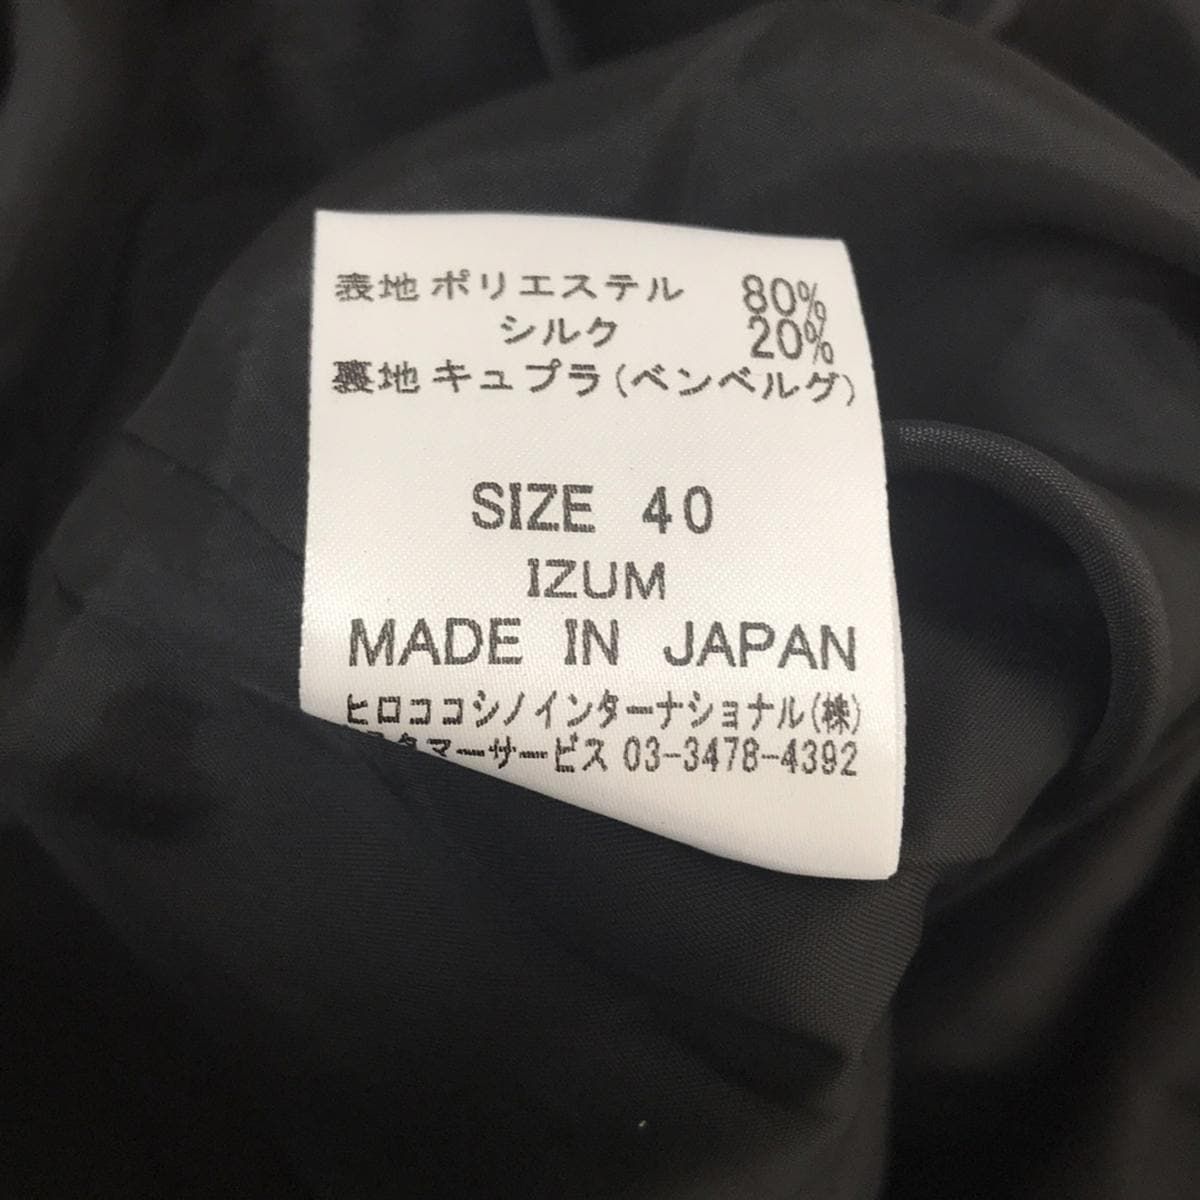 表地 ポリエステル 80%
シルク 20%
裏地 キュプラ(ベンベルグ)
SIZE 40
IZUM
MADE IN JAPAN
ヒロココシノインターナショナル(株)
サービス 03-3478-4392